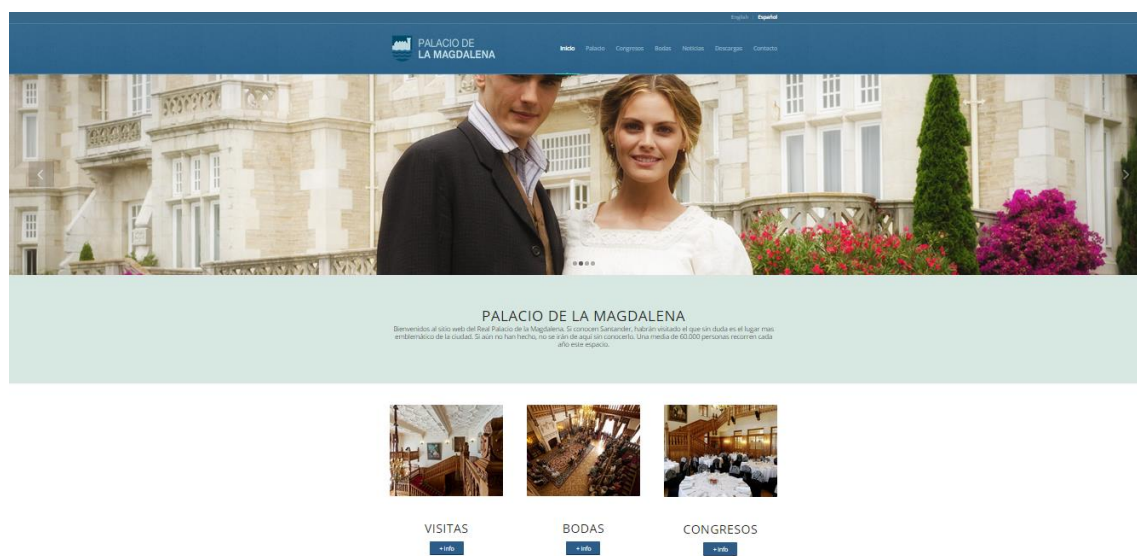 English | Español
PALACIO DE
LA MAGDALENA
Inicio Palacio Congresos Bodas Noticias Descargas Contacto
PALACIO DE LA MAGDALENA
Bienvenidos al sitio web del Real Palacio de la Magdalena. Si conocen Santander, habrán visitado el que sin duda es el lugar mas
emblemático de la ciudad. Si aún no han hecho, no se irán de aquí sin conocerlo. Una media de 60.000 personas recorren cada
año este espacio.
VISITAS BODAS CONGRESOS
+ info + info + info